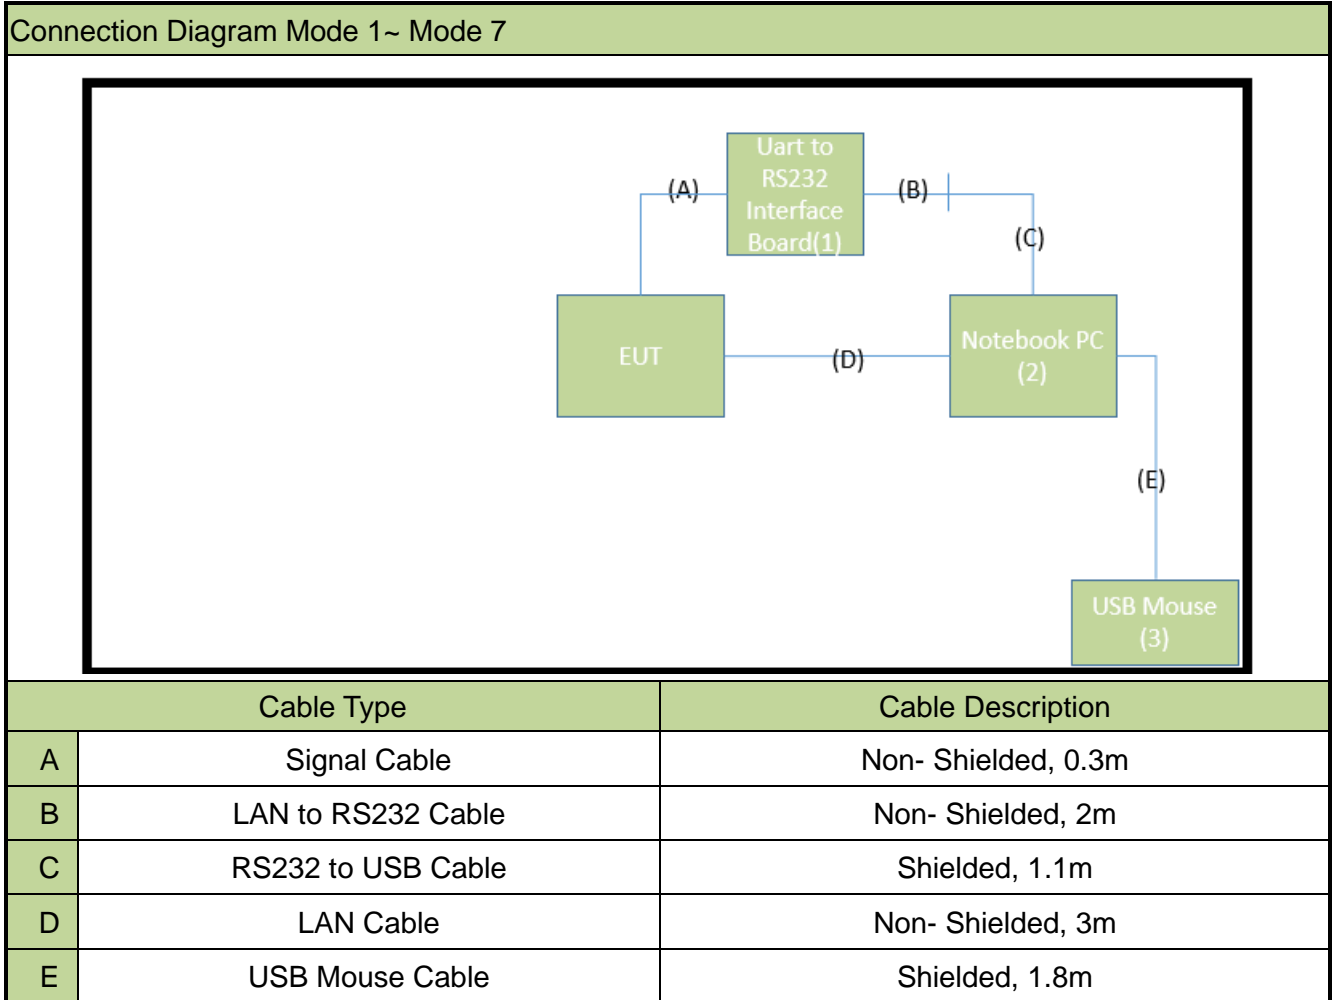 Connection Diagram Mode 1~ Mode 7
Uart to
RS232
Interface
Board(1)
(A)
(B)
(C)
EUT
(D)
Notebook PC
(2)
(E)
USB Mouse
(3)
Cable Type Cable Description
A Signal Cable Non- Shielded, 0.3m
B LAN to RS232 Cable Non- Shielded, 2m
C RS232 to USB Cable Shielded, 1.1m
D LAN Cable Non- Shielded, 3m
E USB Mouse Cable Shielded, 1.8m